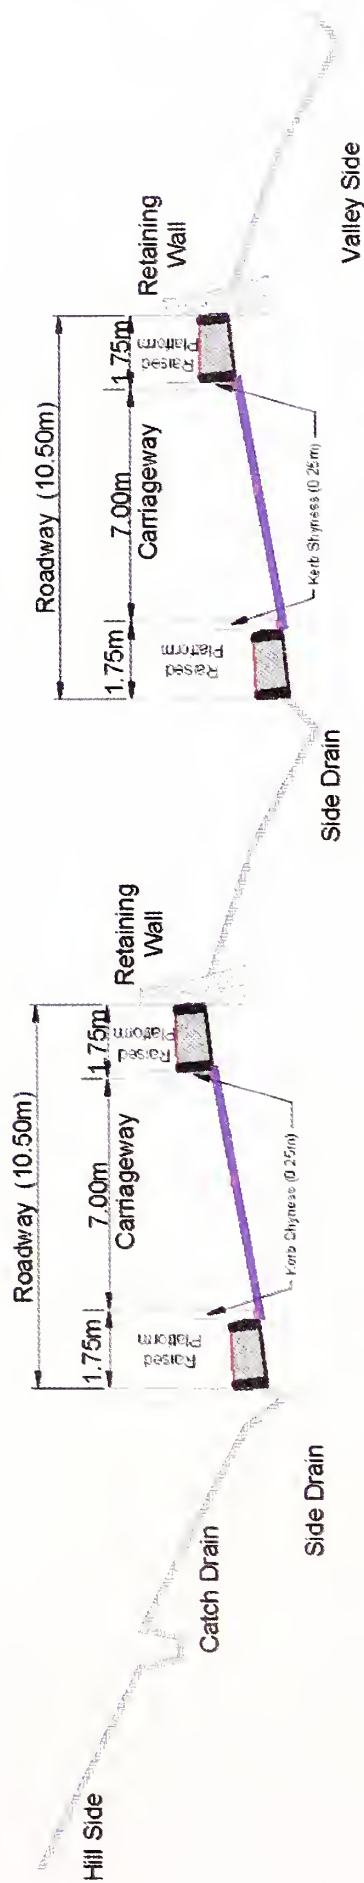 Hill Side
Catch Drain
Side Drain
Roadway (10.50m)
1.75m
7.00m
1.75m
Carriageway
Raised
Platform
Raised
Platform
Kerb Shyness (0.25m)
Retaining
Wall
Side Drain
Roadway (10.50m)
1.75m
7.00m
1.75m
Carriageway
Raised
Platform
Raised
Platform
Kerb Shyness (0.25m)
Retaining
Wall
Valley Side